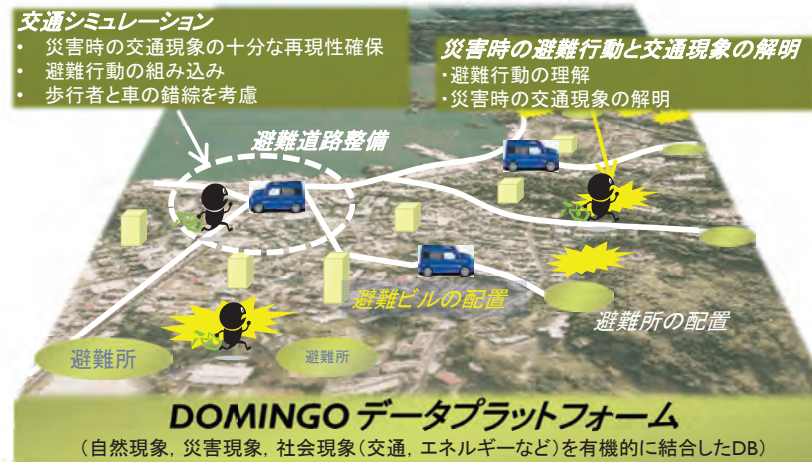 交通シミュレーション
• 災害時の交通現象の十分な再現性確保
• 避難行動の組み込み
• 歩行者と車の錯綜を考慮
災害時の避難行動と交通現象の解明
・避難行動の理解
・災害時の交通現象の解明
避難道路整備
避難ビルの配置
避難所の配置
避難所
避難所
DOMINGO データプラットフォーム
（自然現象，災害現象，社会現象（交通，エネルギーなど）を有機的に結合したDB）